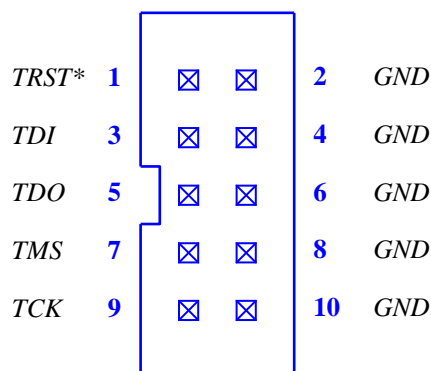 TRST* 1 2 GND
TDI 3 4 GND
TDO 5 6 GND
TMS 7 8 GND
TCK 9 10 GND